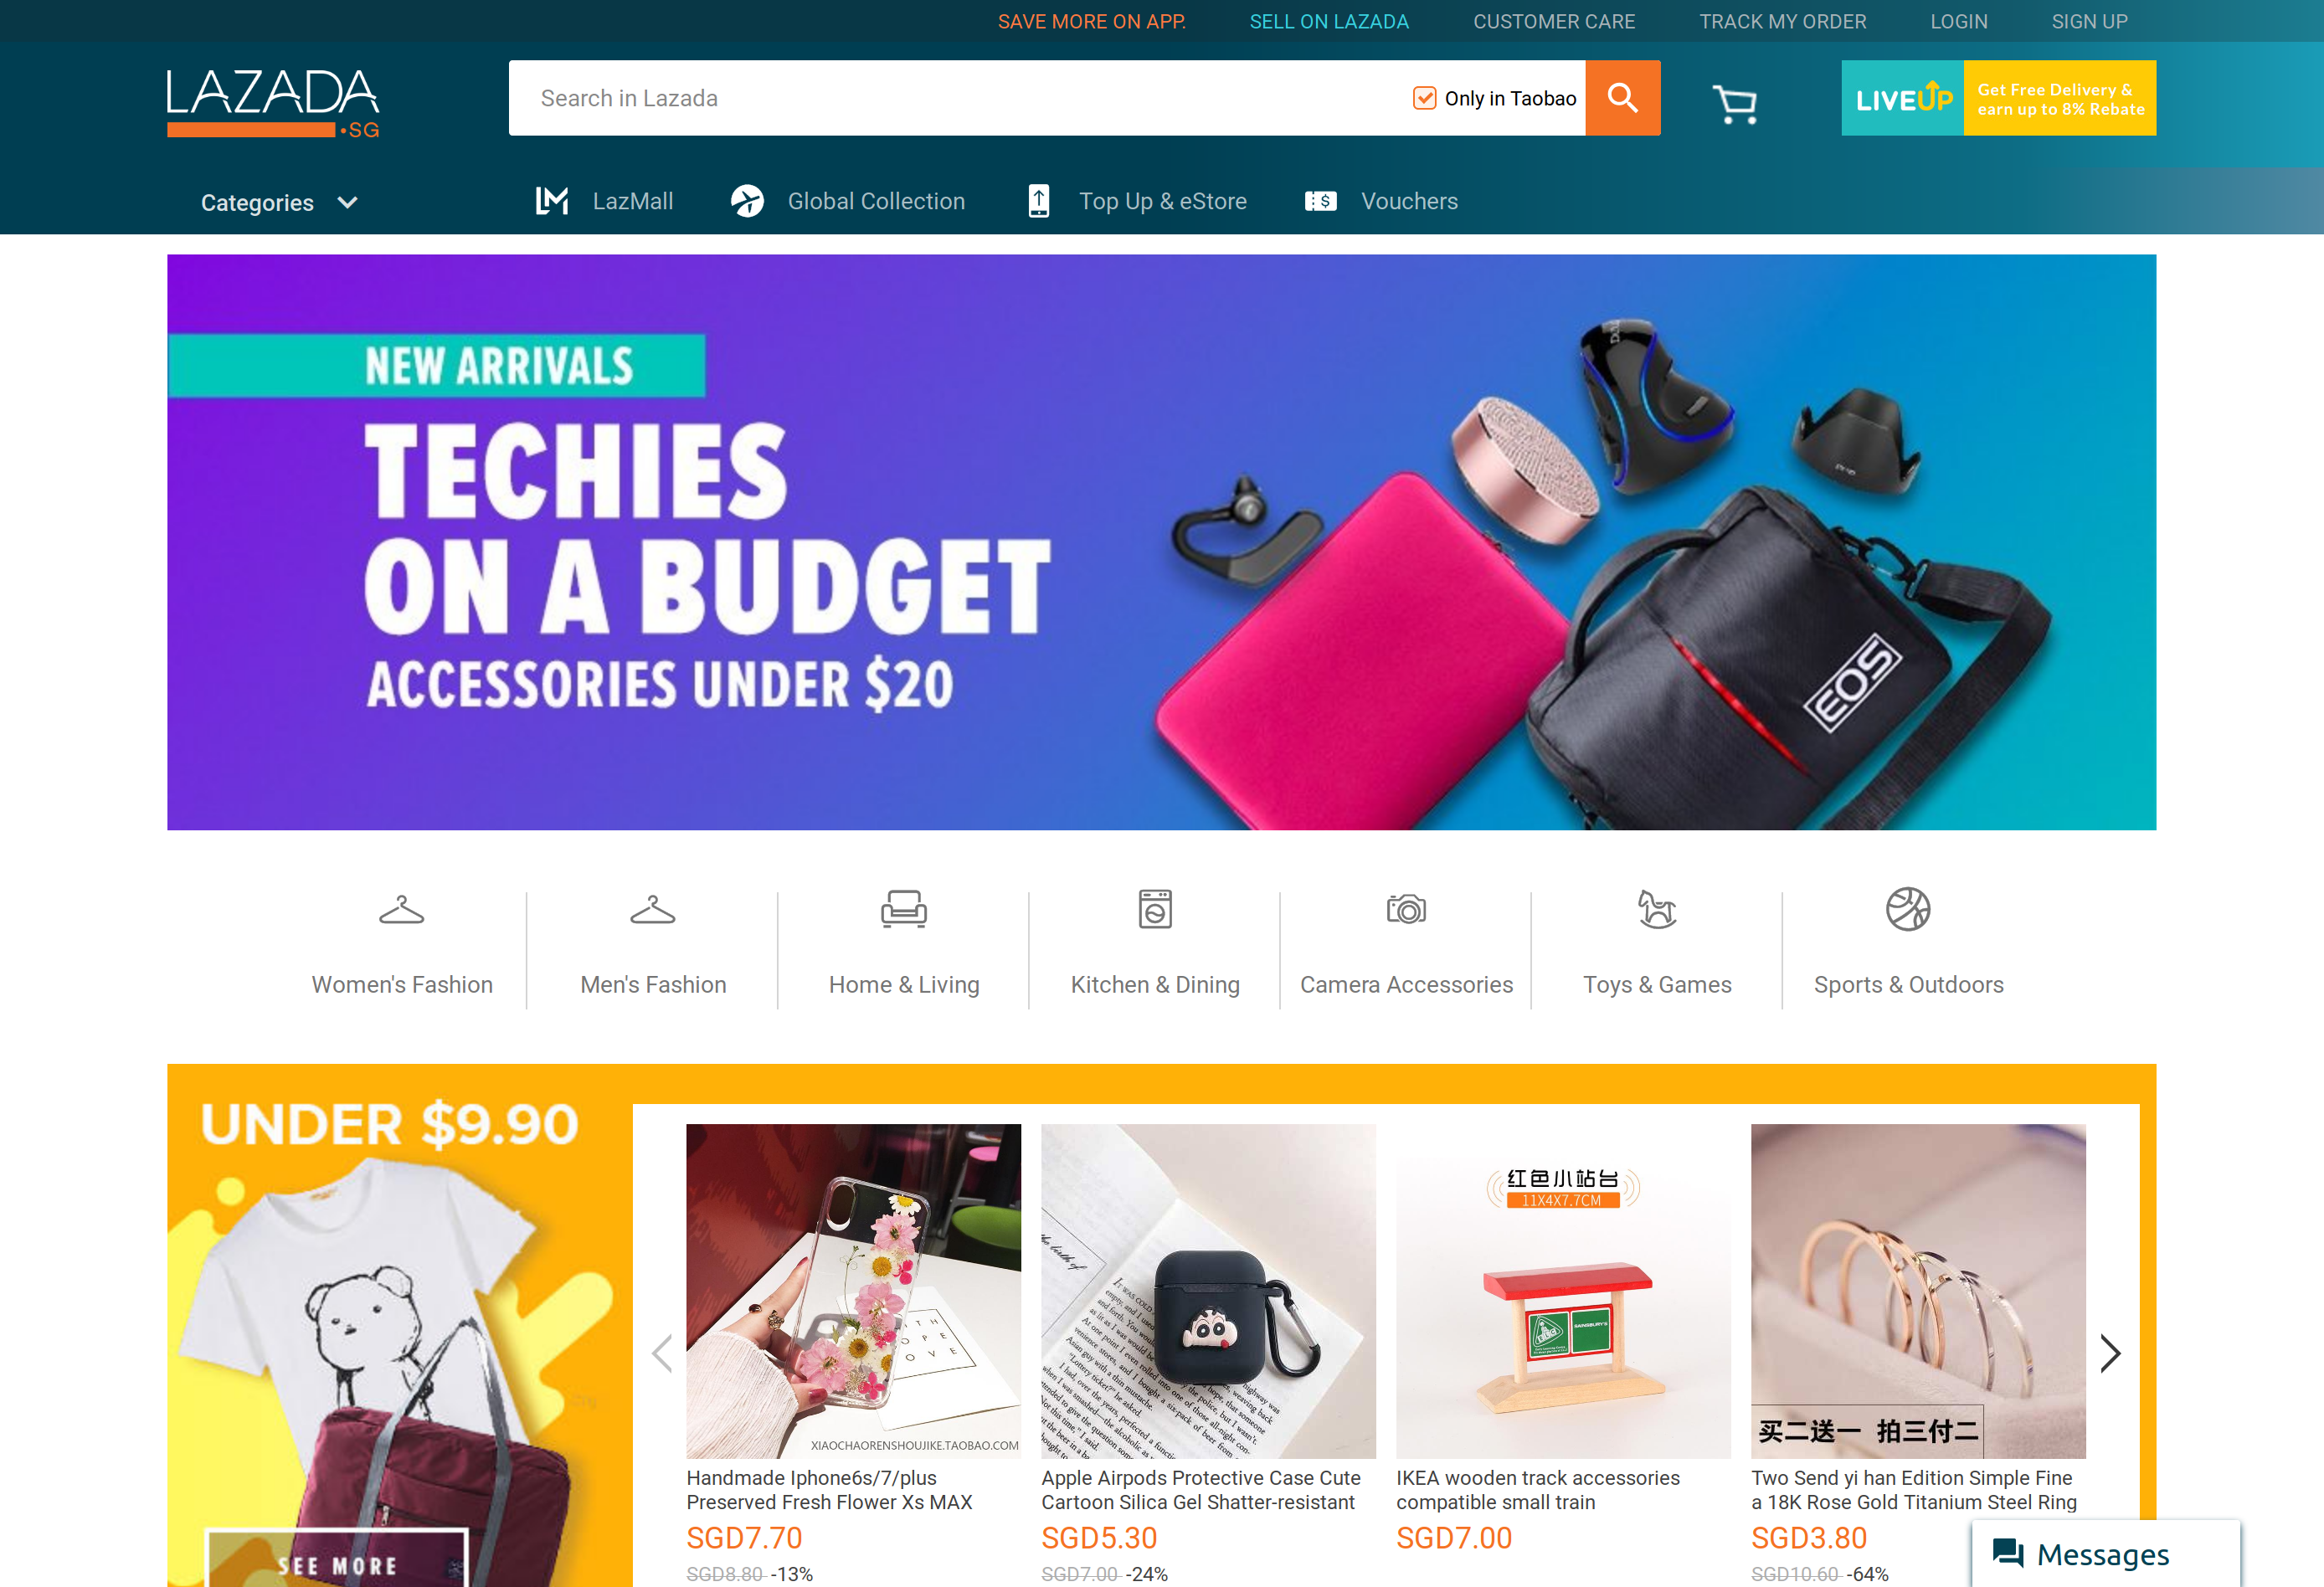 SAVE MORE ON APP.
SELL ON LAZADA
CUSTOMER CARE
TRACK MY ORDER
LOGIN
SIGN UP
LAZADA
SG
Search in Lazada
Only in Taobao
LIVEUP
Get Free Delivery &
earn up to 8% Rebate
Categories
LazMall
Global Collection
Top Up & eStore
Vouchers
NEW ARRIVALS
TECHIES
ON A BUDGET
ACCESSORIES UNDER $20
EOS
Women's Fashion
Men's Fashion
Home & Living
Kitchen & Dining
Camera Accessories
Toys & Games
Sports & Outdoors
UNDER $9.90
SEE MORE
XIAOCHAORENSHOUJIKE.TAOBAO.COM
Handmade Iphone6s/7/plus
Preserved Fresh Flower Xs MAX
SGD7.70
SGD8.80 -13%
Apple Airpods Protective Case Cute
Cartoon Silica Gel Shatter-resistant
SGD5.30
SGD7.00 -24%
红色小站台
11X4X7.7CM
SAINSBURY'S
IKEA wooden track accessories
compatible small train
SGD7.00
买二送一 拍三付二
Two Send yi han Edition Simple Fine
a 18K Rose Gold Titanium Steel Ring
SGD3.80
SGD10.60 -64%
Messages